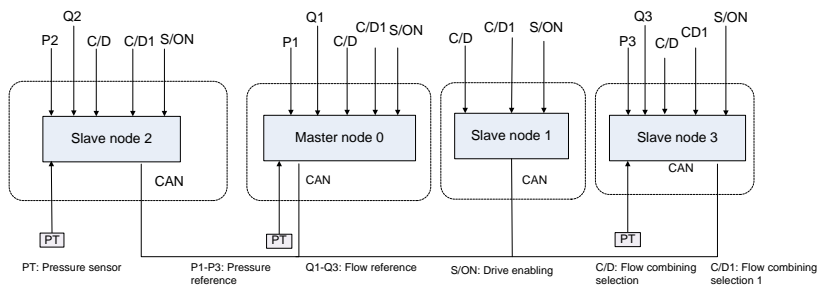 Q2
P2
C/D
C/D1
S/ON
Q1
P1
C/D
C/D1
S/ON
C/D
C/D1
S/ON
Q3
P3
C/D
CD1
S/ON
Slave node 2
Master node 0
Slave node 1
Slave node 3
CAN
CAN
CAN
CAN
PT
PT
PT
PT: Pressure sensor
P1-P3: Pressure
reference
Q1-Q3: Flow reference
S/ON: Drive enabling
C/D: Flow combining
selection
C/D1: Flow combining
selection 1